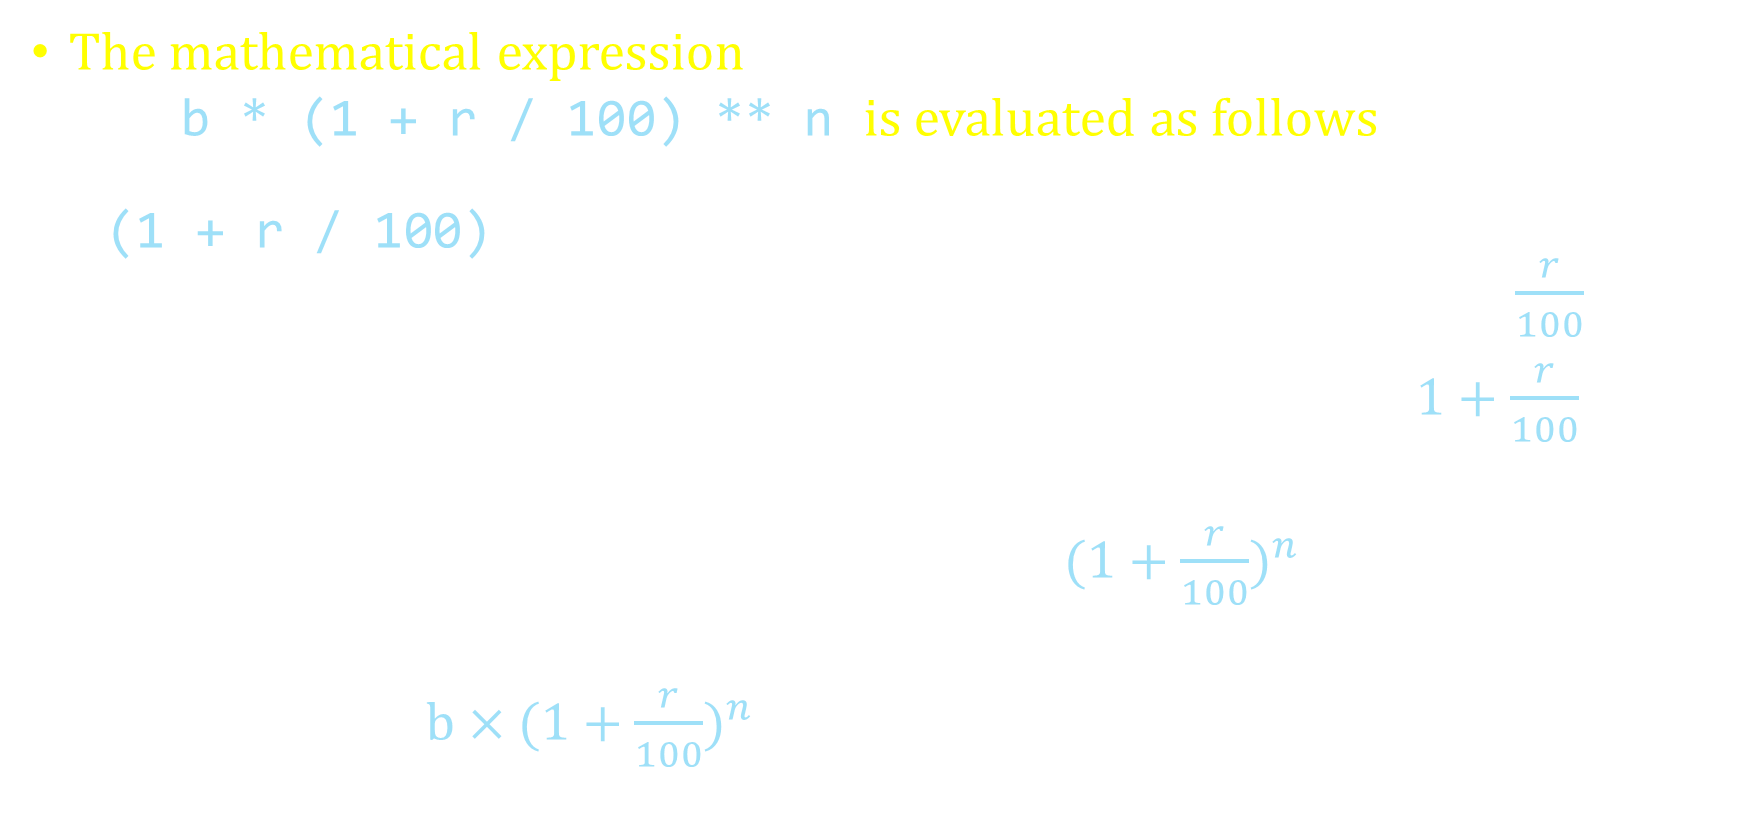 • The mathematical expression
b * (1 + r / 100) ** n is evaluated as follows
(1 + r / 100)
r/100
1 + r/100
(1 + r/100)^n
b × (1 + r/100)^n